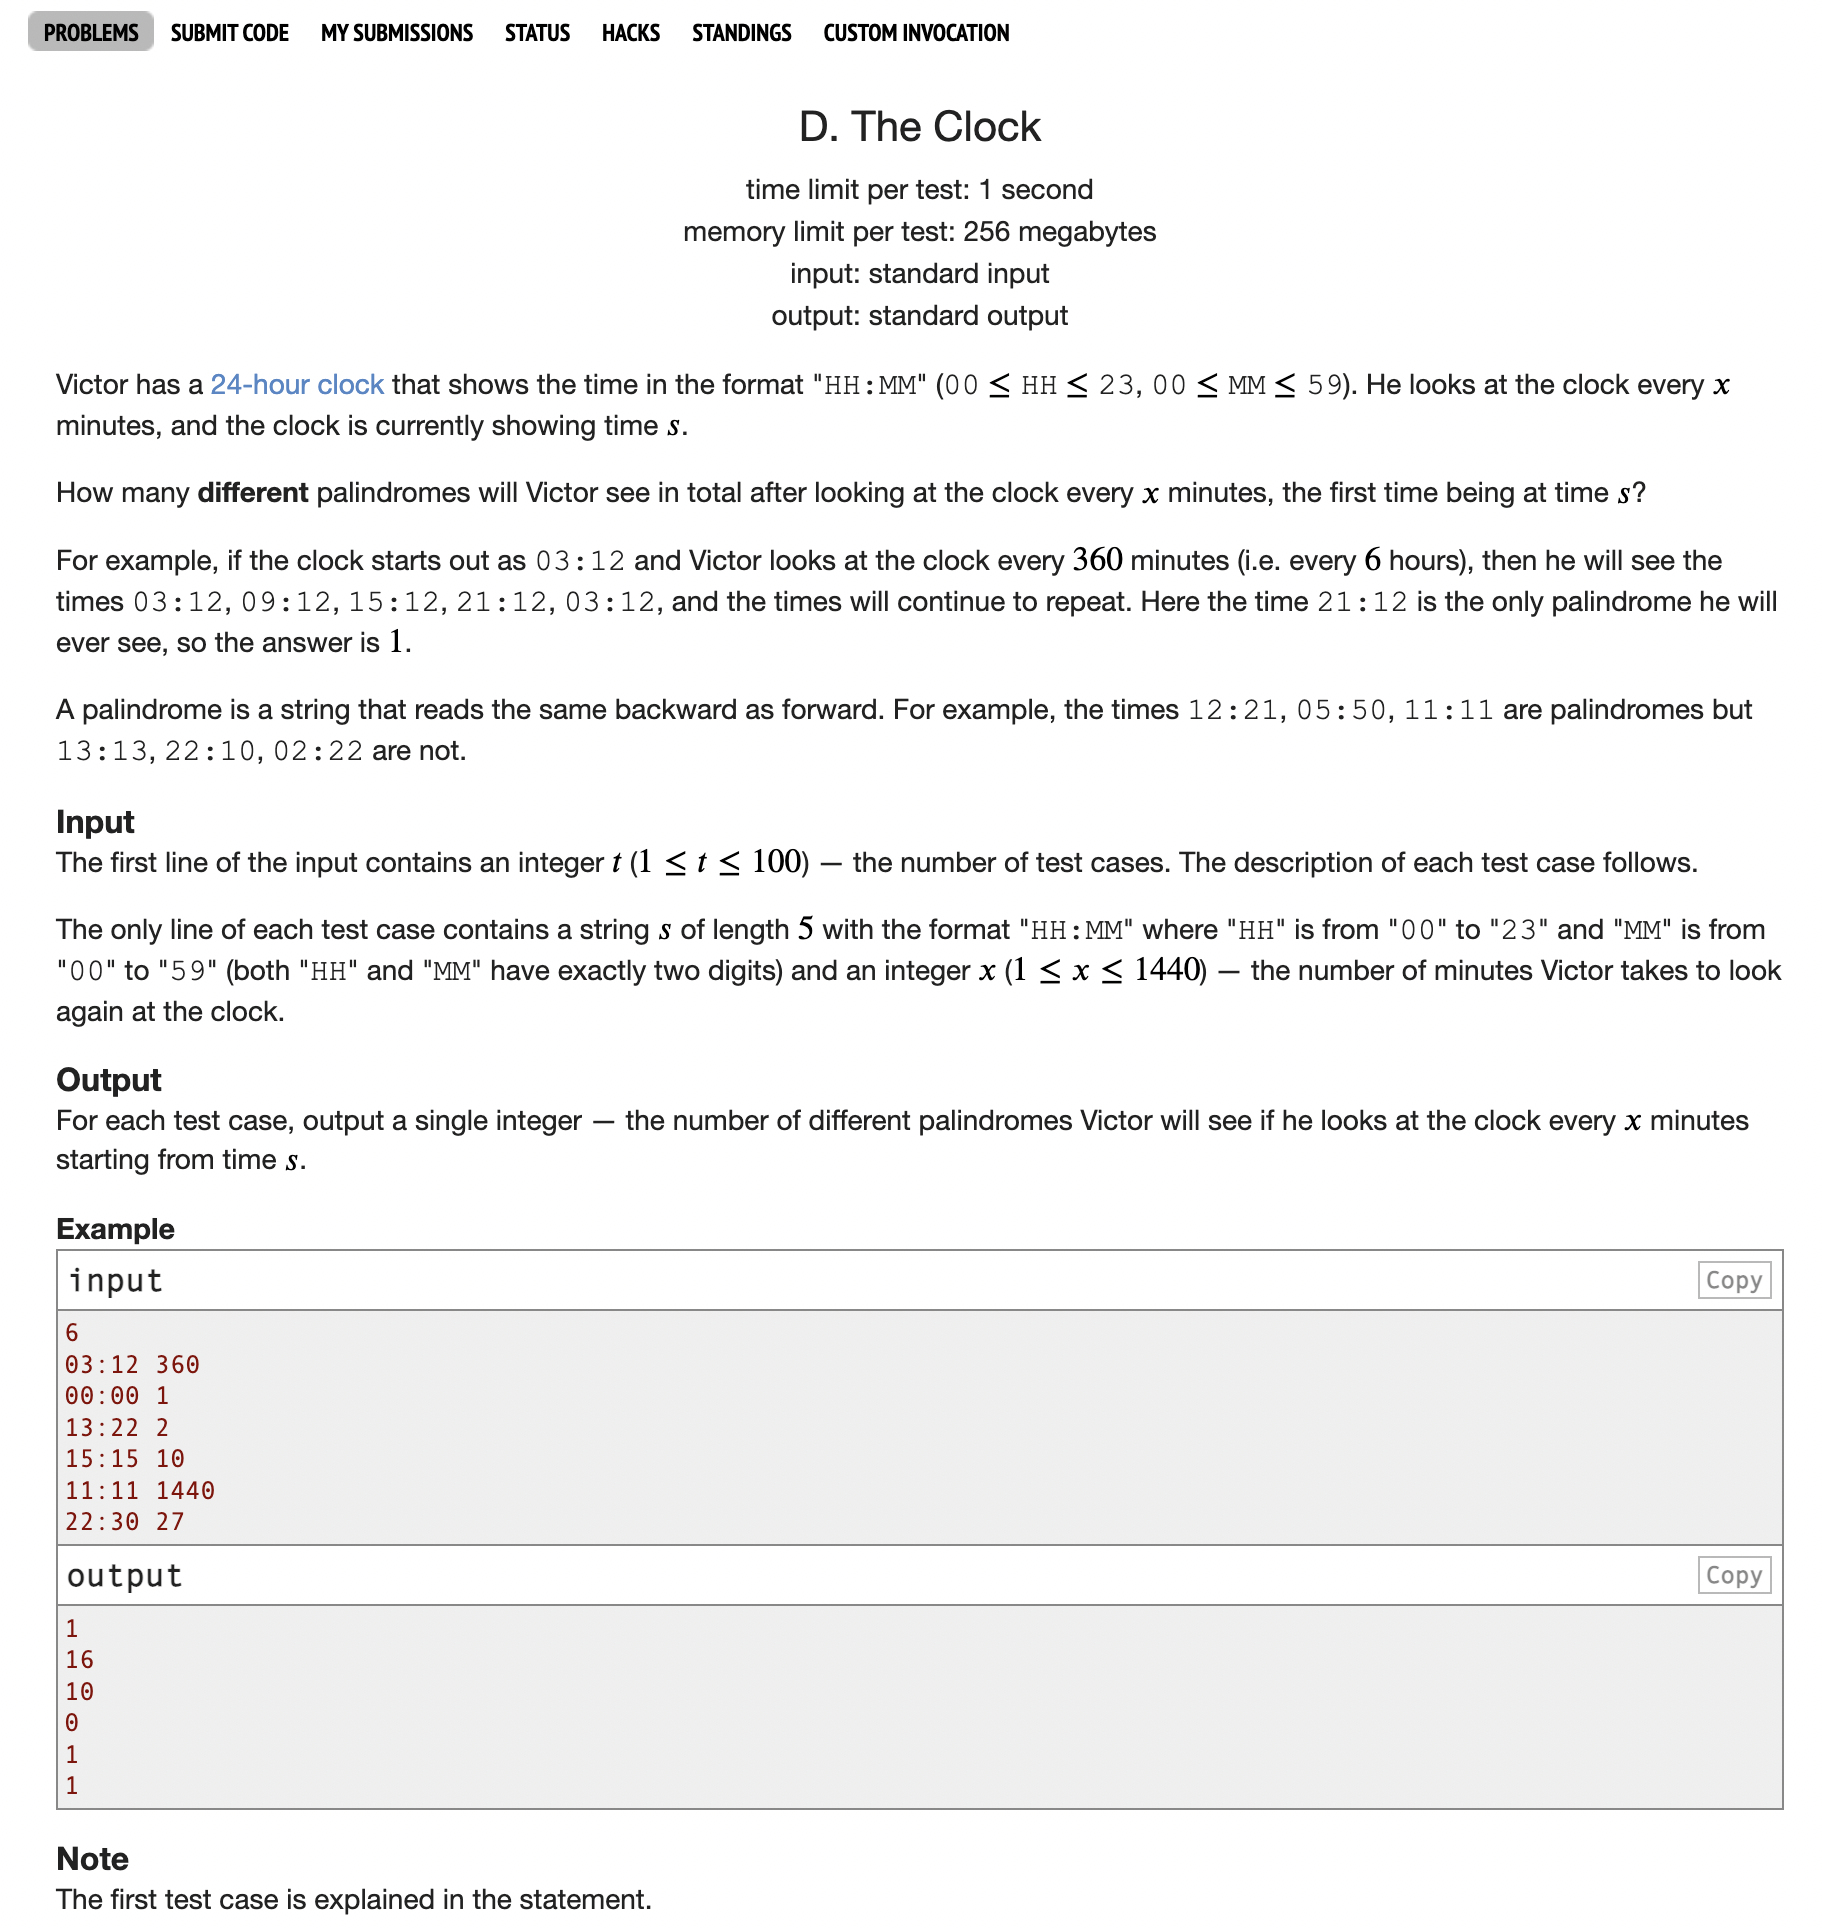 PROBLEMS SUBMIT CODE MY SUBMISSIONS STATUS HACKS STANDINGS CUSTOM INVOCATION
D. The Clock
time limit per test: 1 second
memory limit per test: 256 megabytes
input: standard input
output: standard output
Victor has a 24-hour clock that shows the time in the format "HH:MM" (00 ≤ HH ≤ 23, 00 ≤ MM ≤ 59). He looks at the clock every x
minutes, and the clock is currently showing time s.
How many different palindromes will Victor see in total after looking at the clock every x minutes, the first time being at time s?
For example, if the clock starts out as 03:12 and Victor looks at the clock every 360 minutes (i.e. every 6 hours), then he will see the
times 03:12, 09:12, 15:12, 21:12, 03:12, and the times will continue to repeat. Here the time 21:12 is the only palindrome he will
ever see, so the answer is 1.
A palindrome is a string that reads the same backward as forward. For example, the times 12:21, 05:50, 11:11 are palindromes but
13:13, 22:10, 02:22 are not.
Input
The first line of the input contains an integer t (1 ≤ t ≤ 100) — the number of test cases. The description of each test case follows.
The only line of each test case contains a string s of length 5 with the format "HH:MM" where "HH" is from "00" to "23" and "MM" is from
"00" to "59" (both "HH" and "MM" have exactly two digits) and an integer x (1 ≤ x ≤ 1440) — the number of minutes Victor takes to look
again at the clock.
Output
For each test case, output a single integer — the number of different palindromes Victor will see if he looks at the clock every x minutes
starting from time s.
Example
input Copy
6
03:12 360
00:00 1
13:22 2
15:15 10
11:11 1440
22:30 27
output Copy
1
16
10
0
1
1
Note
The first test case is explained in the statement.